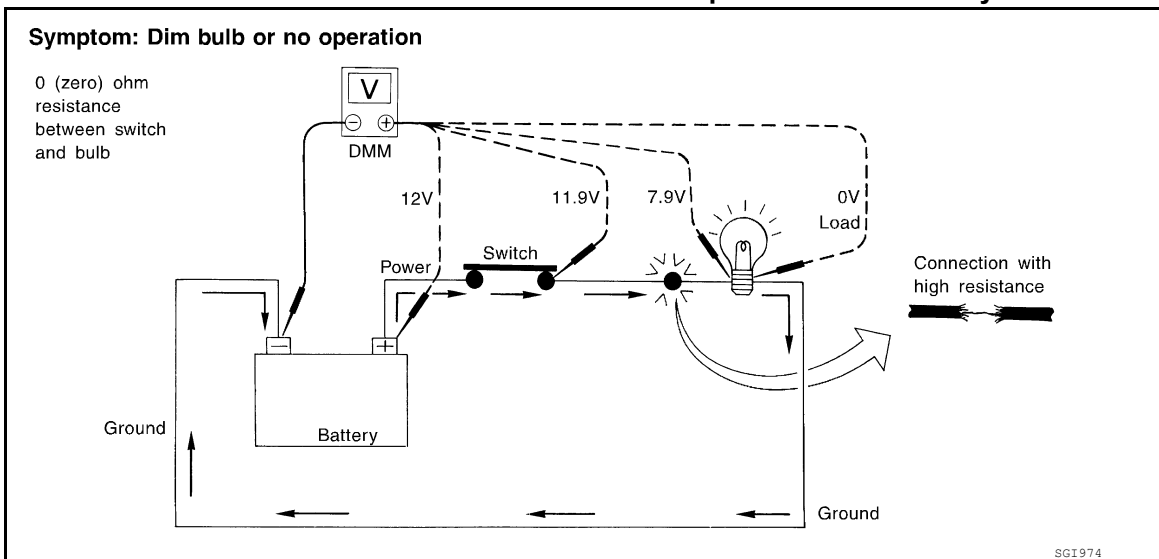 Symptom: Dim bulb or no operation
0 (zero) ohm
resistance
between switch
and bulb
V
− +
DMM
12V
11.9V
7.9V
0V
Load
Switch
Power
Connection with
high resistance
− +
Ground
Battery
Ground
SGI974